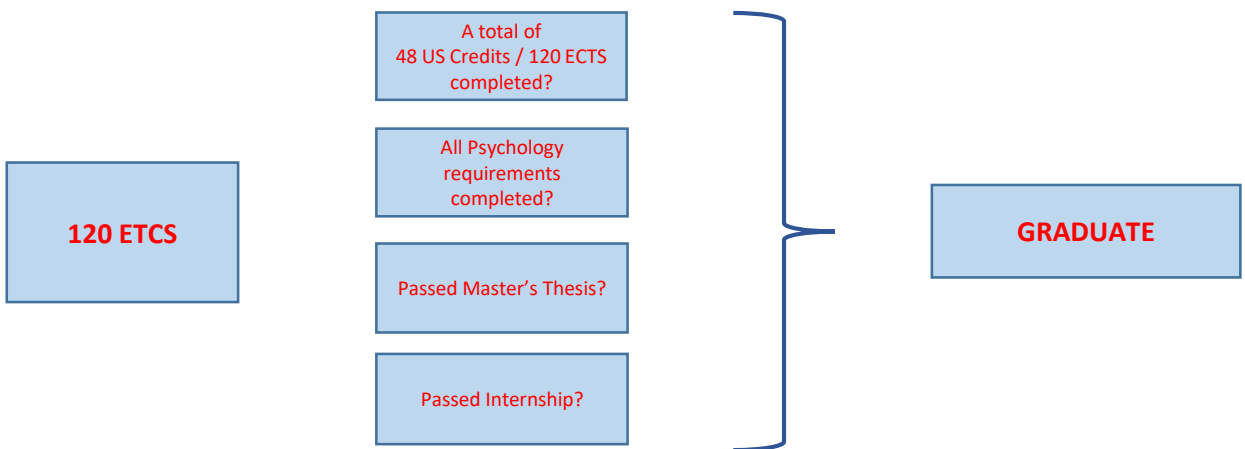 120 ETCS
A total of
48 US Credits / 120 ECTS
completed?
All Psychology
requirements
completed?
Passed Master’s Thesis?
Passed Internship?
GRADUATE